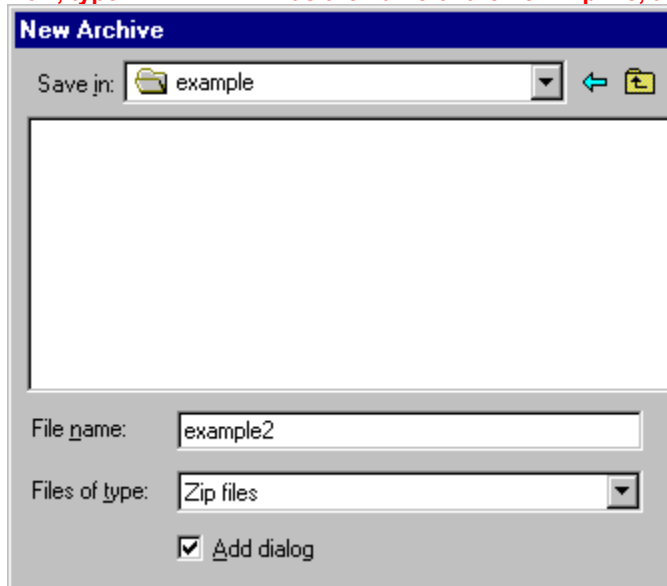 New Archive
Save in: example
File name: example2
Files of type: Zip files
Add dialog